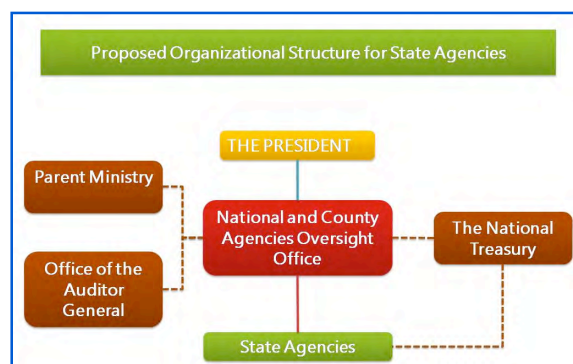 Proposed Organizational Structure for State Agencies
THE PRESIDENT
Parent Ministry
National and County
Agencies Oversight
Office
The National
Treasury
Office of the
Auditor
General
State Agencies